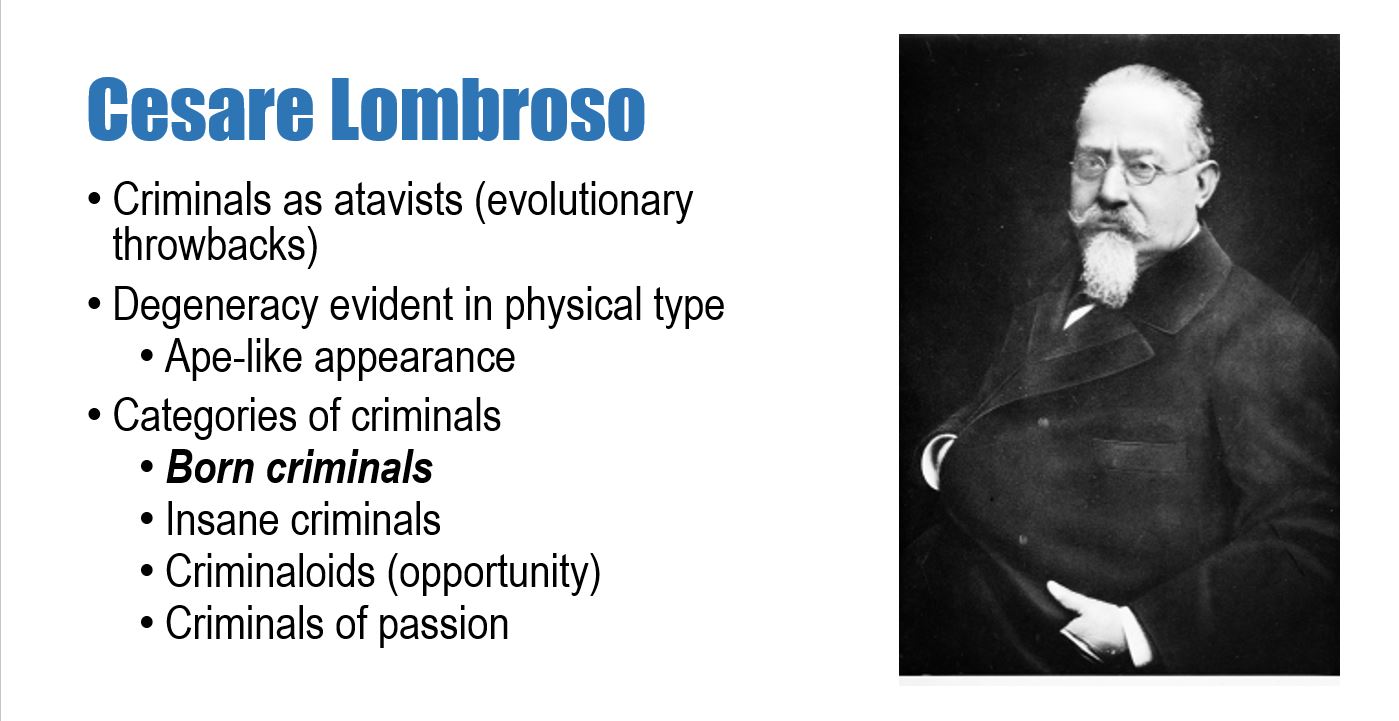 Cesare Lombroso
• Criminals as atavists (evolutionary
throwbacks)
• Degeneracy evident in physical type
• Ape-like appearance
• Categories of criminals
• Born criminals
• Insane criminals
• Criminaloids (opportunity)
• Criminals of passion